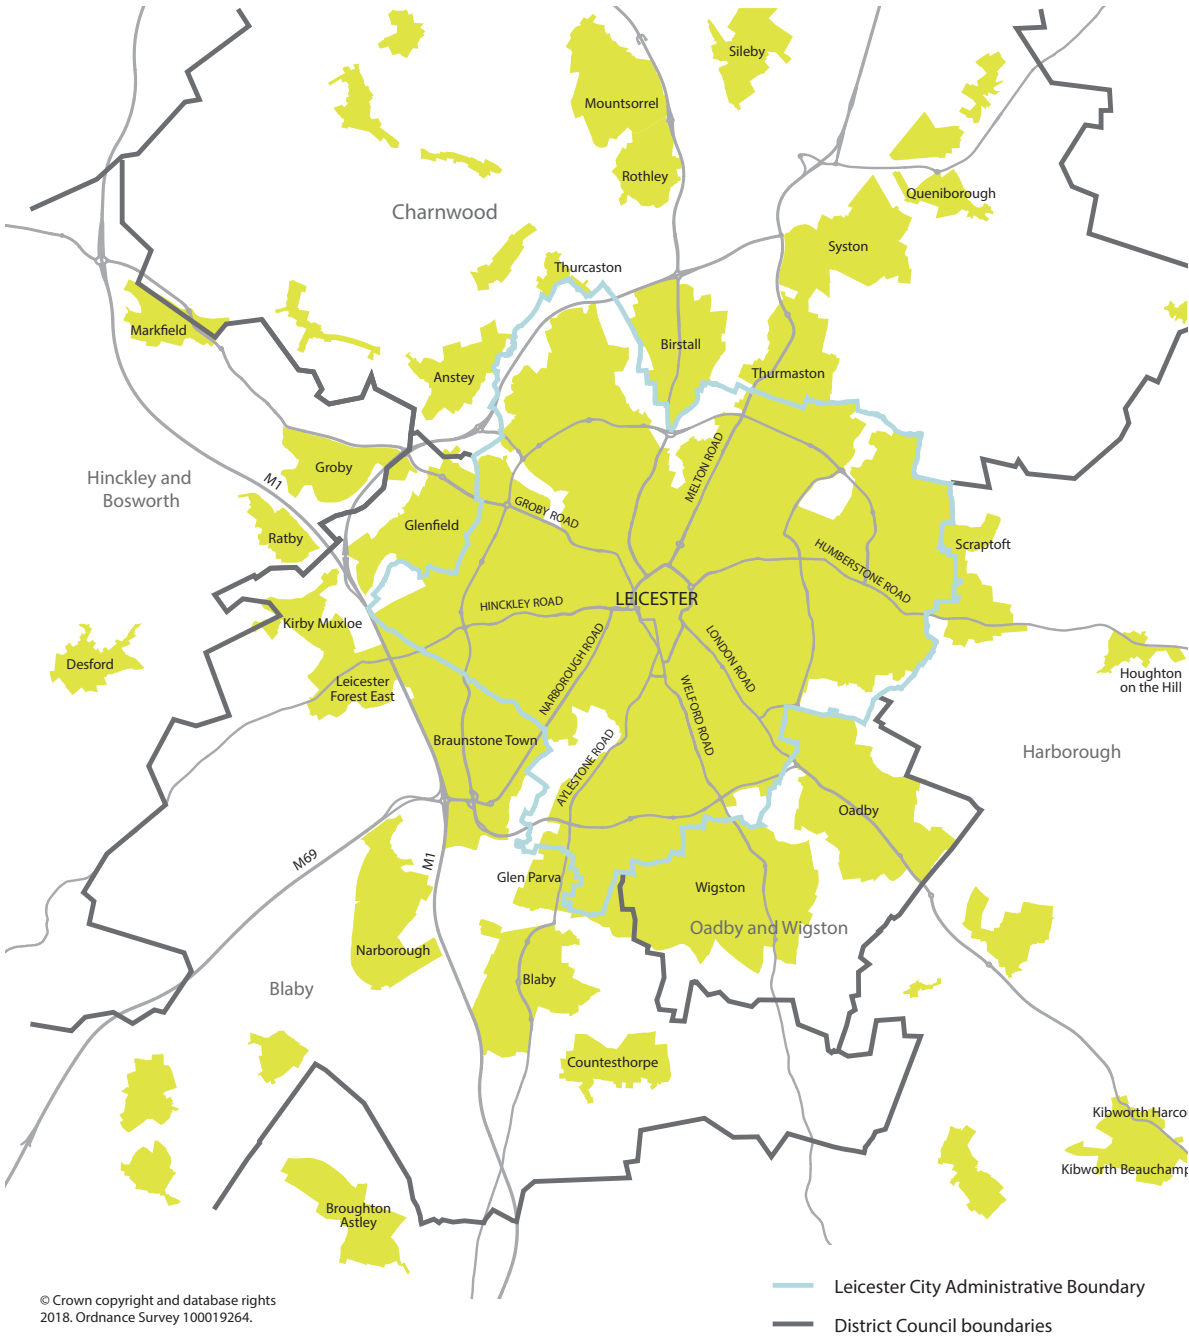 Sileby
Mountsorrel
Rothley
Queniborough
Charnwood
Syston
Thurcaston
Markfield
Birstall
Anstey
Thurmaston
MELTON ROAD
Groby
Hinckley and
Bosworth
M1
GROBY ROAD
Glenfield
Ratby
Scraptoft
HUMBERSTONE ROAD
LEICESTER
HINCKLEY ROAD
Kirby Muxloe
NARBOROUGH ROAD
LONDON ROAD
Desford
Houghton
on the Hill
Leicester
Forest East
WELFORD ROAD
Braunstone Town
AYLESTONE ROAD
Harborough
Oadby
M69
M1
Glen Parva
Wigston
Oadby and Wigston
Narborough
Blaby
Blaby
Countesthorpe
Kibworth Harco
Kibworth Beauchamp
Broughton
Astley
Leicester City Administrative Boundary
© Crown copyright and database rights
2018. Ordnance Survey 100019264.
District Council boundaries